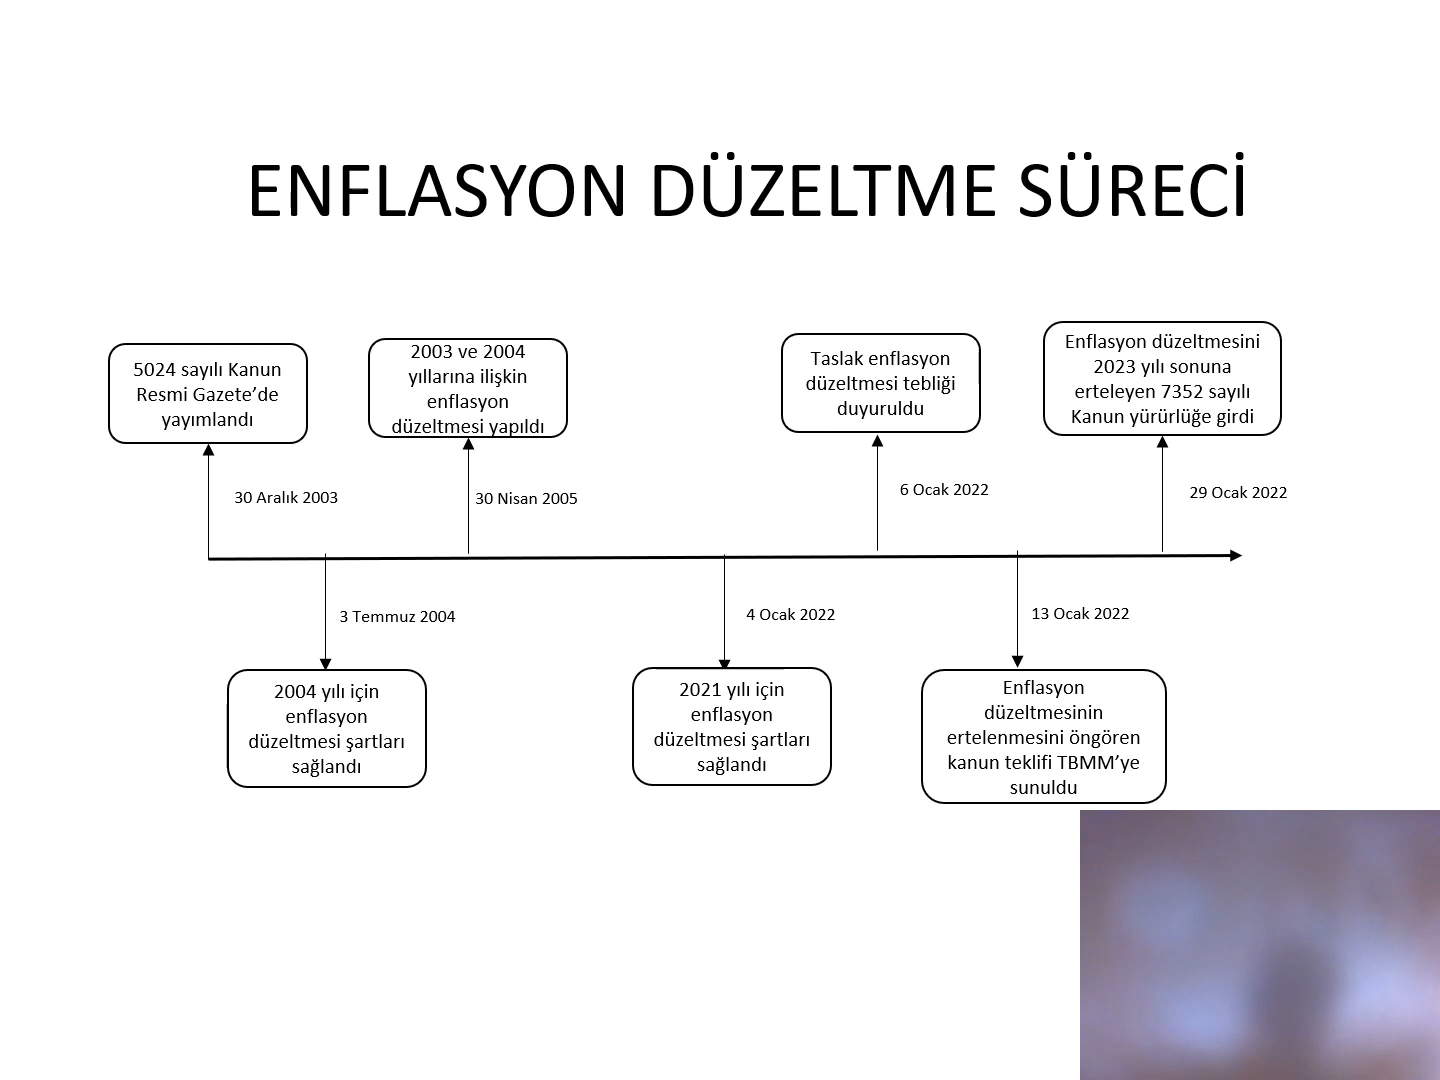 ENFLASYON DÜZELTME SÜRECİ
5024 sayılı Kanun
Resmi Gazete’de
yayımlandı
30 Aralık 2003
2003 ve 2004
yıllarına ilişkin
enflasyon
düzeltmesi yapıldı
30 Nisan 2005
Taslak enflasyon
düzeltmesi tebliği
duyuruldu
6 Ocak 2022
Enflasyon düzeltmesini
2023 yılı sonuna
erteleyen 7352 sayılı
Kanun yürürlüğe girdi
29 Ocak 2022
3 Temmuz 2004
2004 yılı için
enflasyon
düzeltmesi şartları
sağlandı
4 Ocak 2022
2021 yılı için
enflasyon
düzeltmesi şartları
sağlandı
13 Ocak 2022
Enflasyon
düzeltmesinin
ertelenmesini öngören
kanun teklifi TBMM’ye
sunuldu